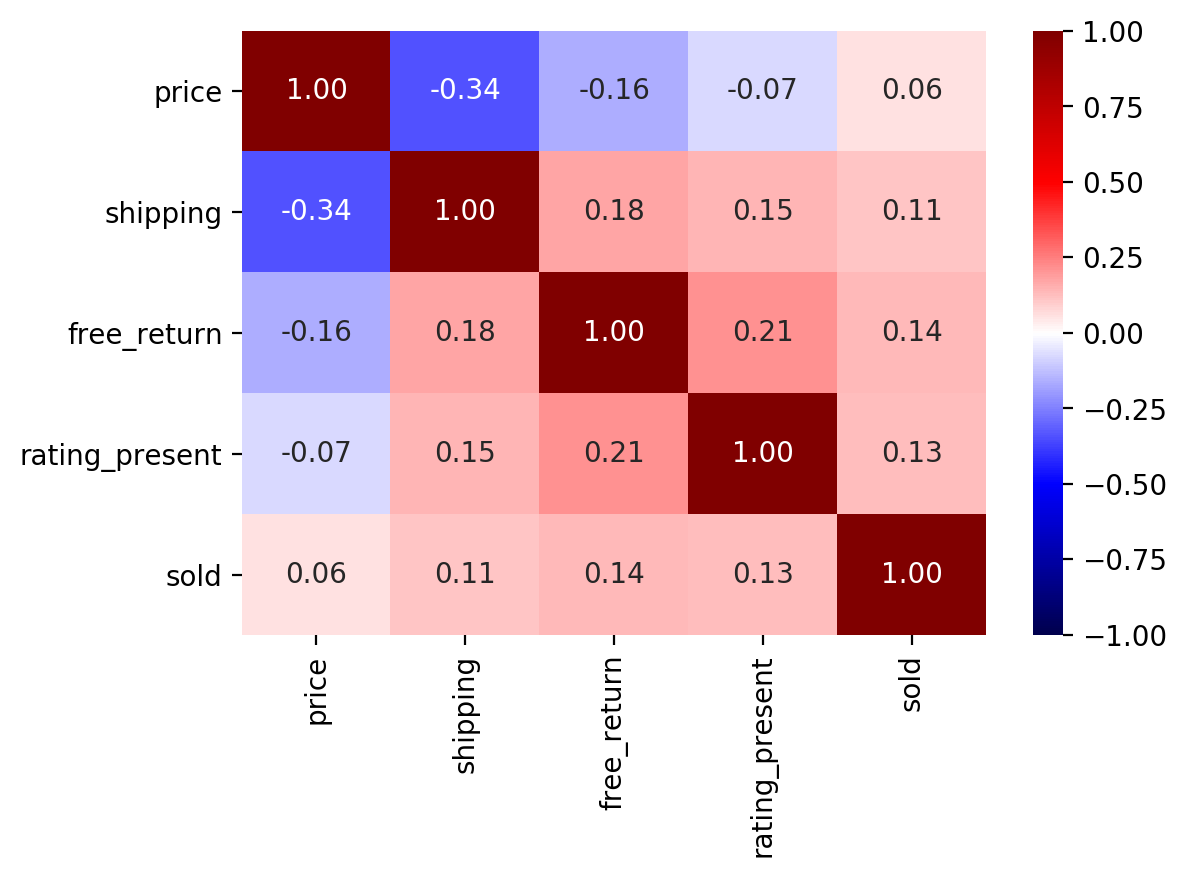 price 1.00 -0.34 -0.16 -0.07 0.06
shipping -0.34 1.00 0.18 0.15 0.11
free_return -0.16 0.18 1.00 0.21 0.14
rating_present -0.07 0.15 0.21 1.00 0.13
sold 0.06 0.11 0.14 0.13 1.00
price
shipping
free_return
rating_present
sold
1.00
0.75
0.50
0.25
0.00
−0.25
−0.50
−0.75
−1.00